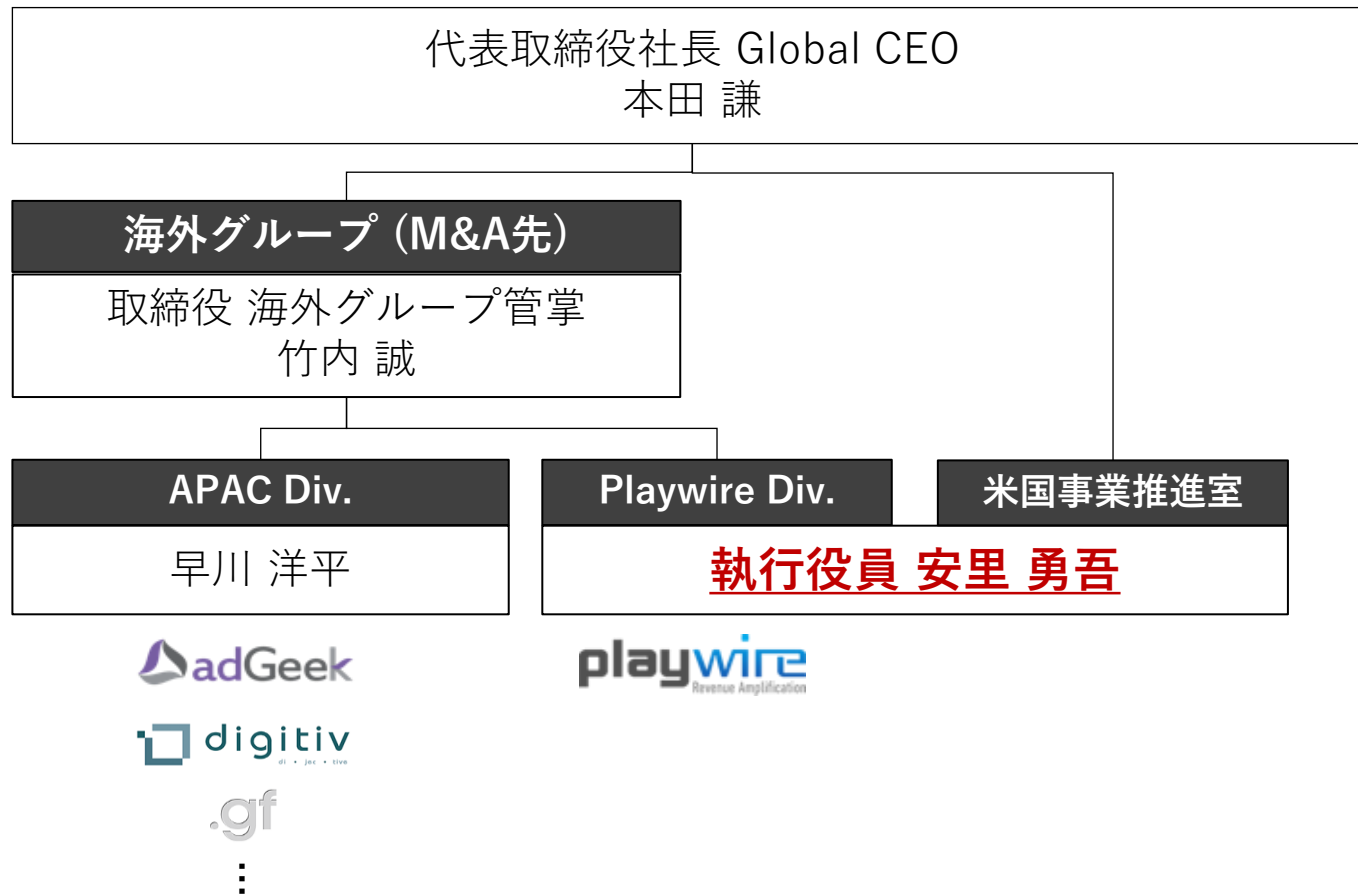 代表取締役社長 Global CEO
本田 謙
海外グループ (M&A先)
取締役 海外グループ管掌
竹内 誠
APAC Div.
Playwire Div.
米国事業推進室
早川 洋平
執行役員 安里 勇吾
adGeek
playwire
Revenue Amplification
digitiv
di • jec • tive
.gf
⋮